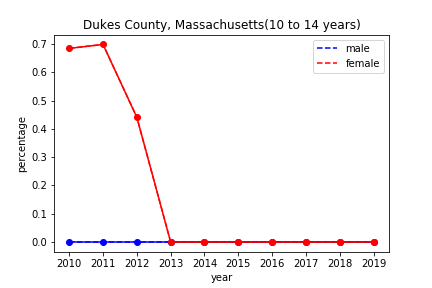 Dukes County, Massachusetts(10 to 14 years)
male
female
percentage
0.7
0.6
0.5
0.4
0.3
0.2
0.1
0.0
2010 2011 2012 2013 2014 2015 2016 2017 2018 2019
year